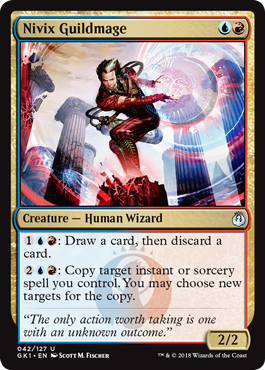 Nivix Guildmage
Creature — Human Wizard
1 : Draw a card, then discard a
card.
2 : Copy target instant or sorcery
spell you control. You may choose new
targets for the copy.
"The only action worth taking is one
with an unknown outcome."
2/2
042/127 U
GK1 • EN Scott M. Fischer
™ & © 2018 Wizards of the Coast